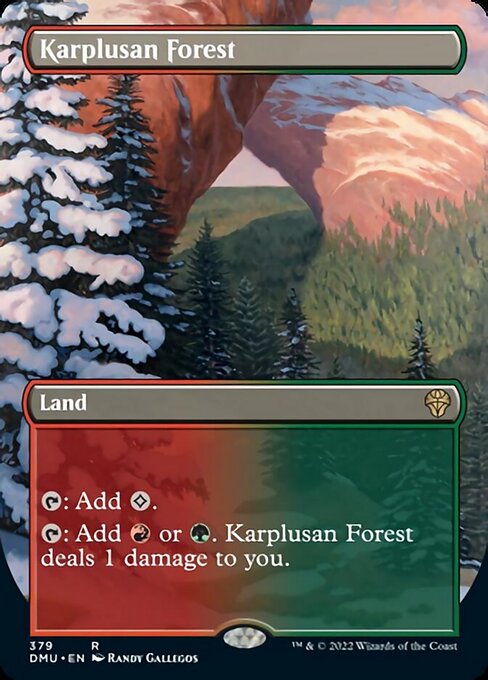 Karplusan Forest
Land
: Add .
: Add or . Karplusan Forest
deals 1 damage to you.
379 R
DMU • EN Randy Gallegos
™ & © 2022 Wizards of the Coast